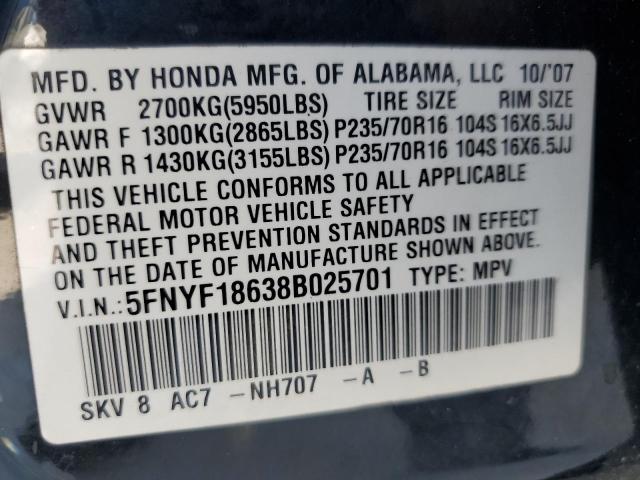 MFD. BY HONDA MFG. OF ALABAMA, LLC 10/'07
GVWR 2700KG(5950LBS) TIRE SIZE RIM SIZE
GAWR F 1300KG(2865LBS) P235/70R16 104S 16X6.5JJ
GAWR R 1430KG(3155LBS) P235/70R16 104S 16X6.5JJ
THIS VEHICLE CONFORMS TO ALL APPLICABLE
FEDERAL MOTOR VEHICLE SAFETY
AND THEFT PREVENTION STANDARDS IN EFFECT
ON THE DATE OF MANUFACTURE SHOWN ABOVE.
V.I.N.: 5FNYF18638B025701 TYPE: MPV
SKV 8 AC7 -NH707 -A -B